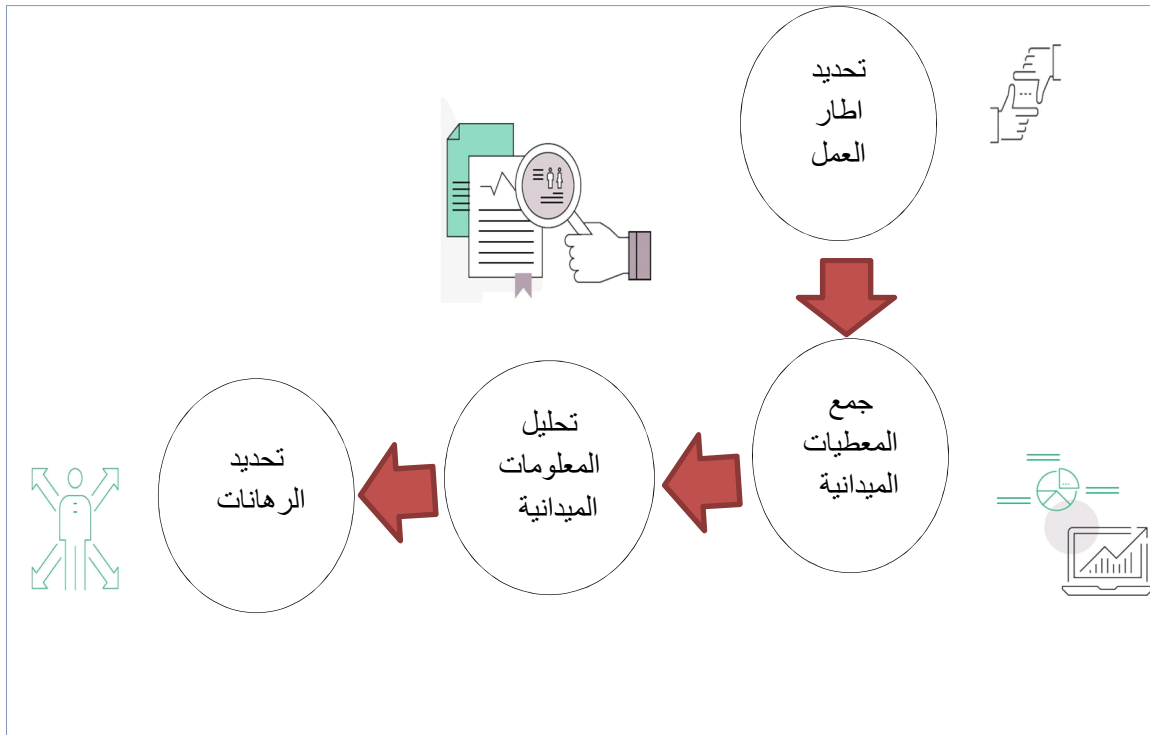 تحديد
اطار
العمل
جمع
المعطيات
الميدانية
تحليل
المعلومات
الميدانية
تحديد
الرهانات